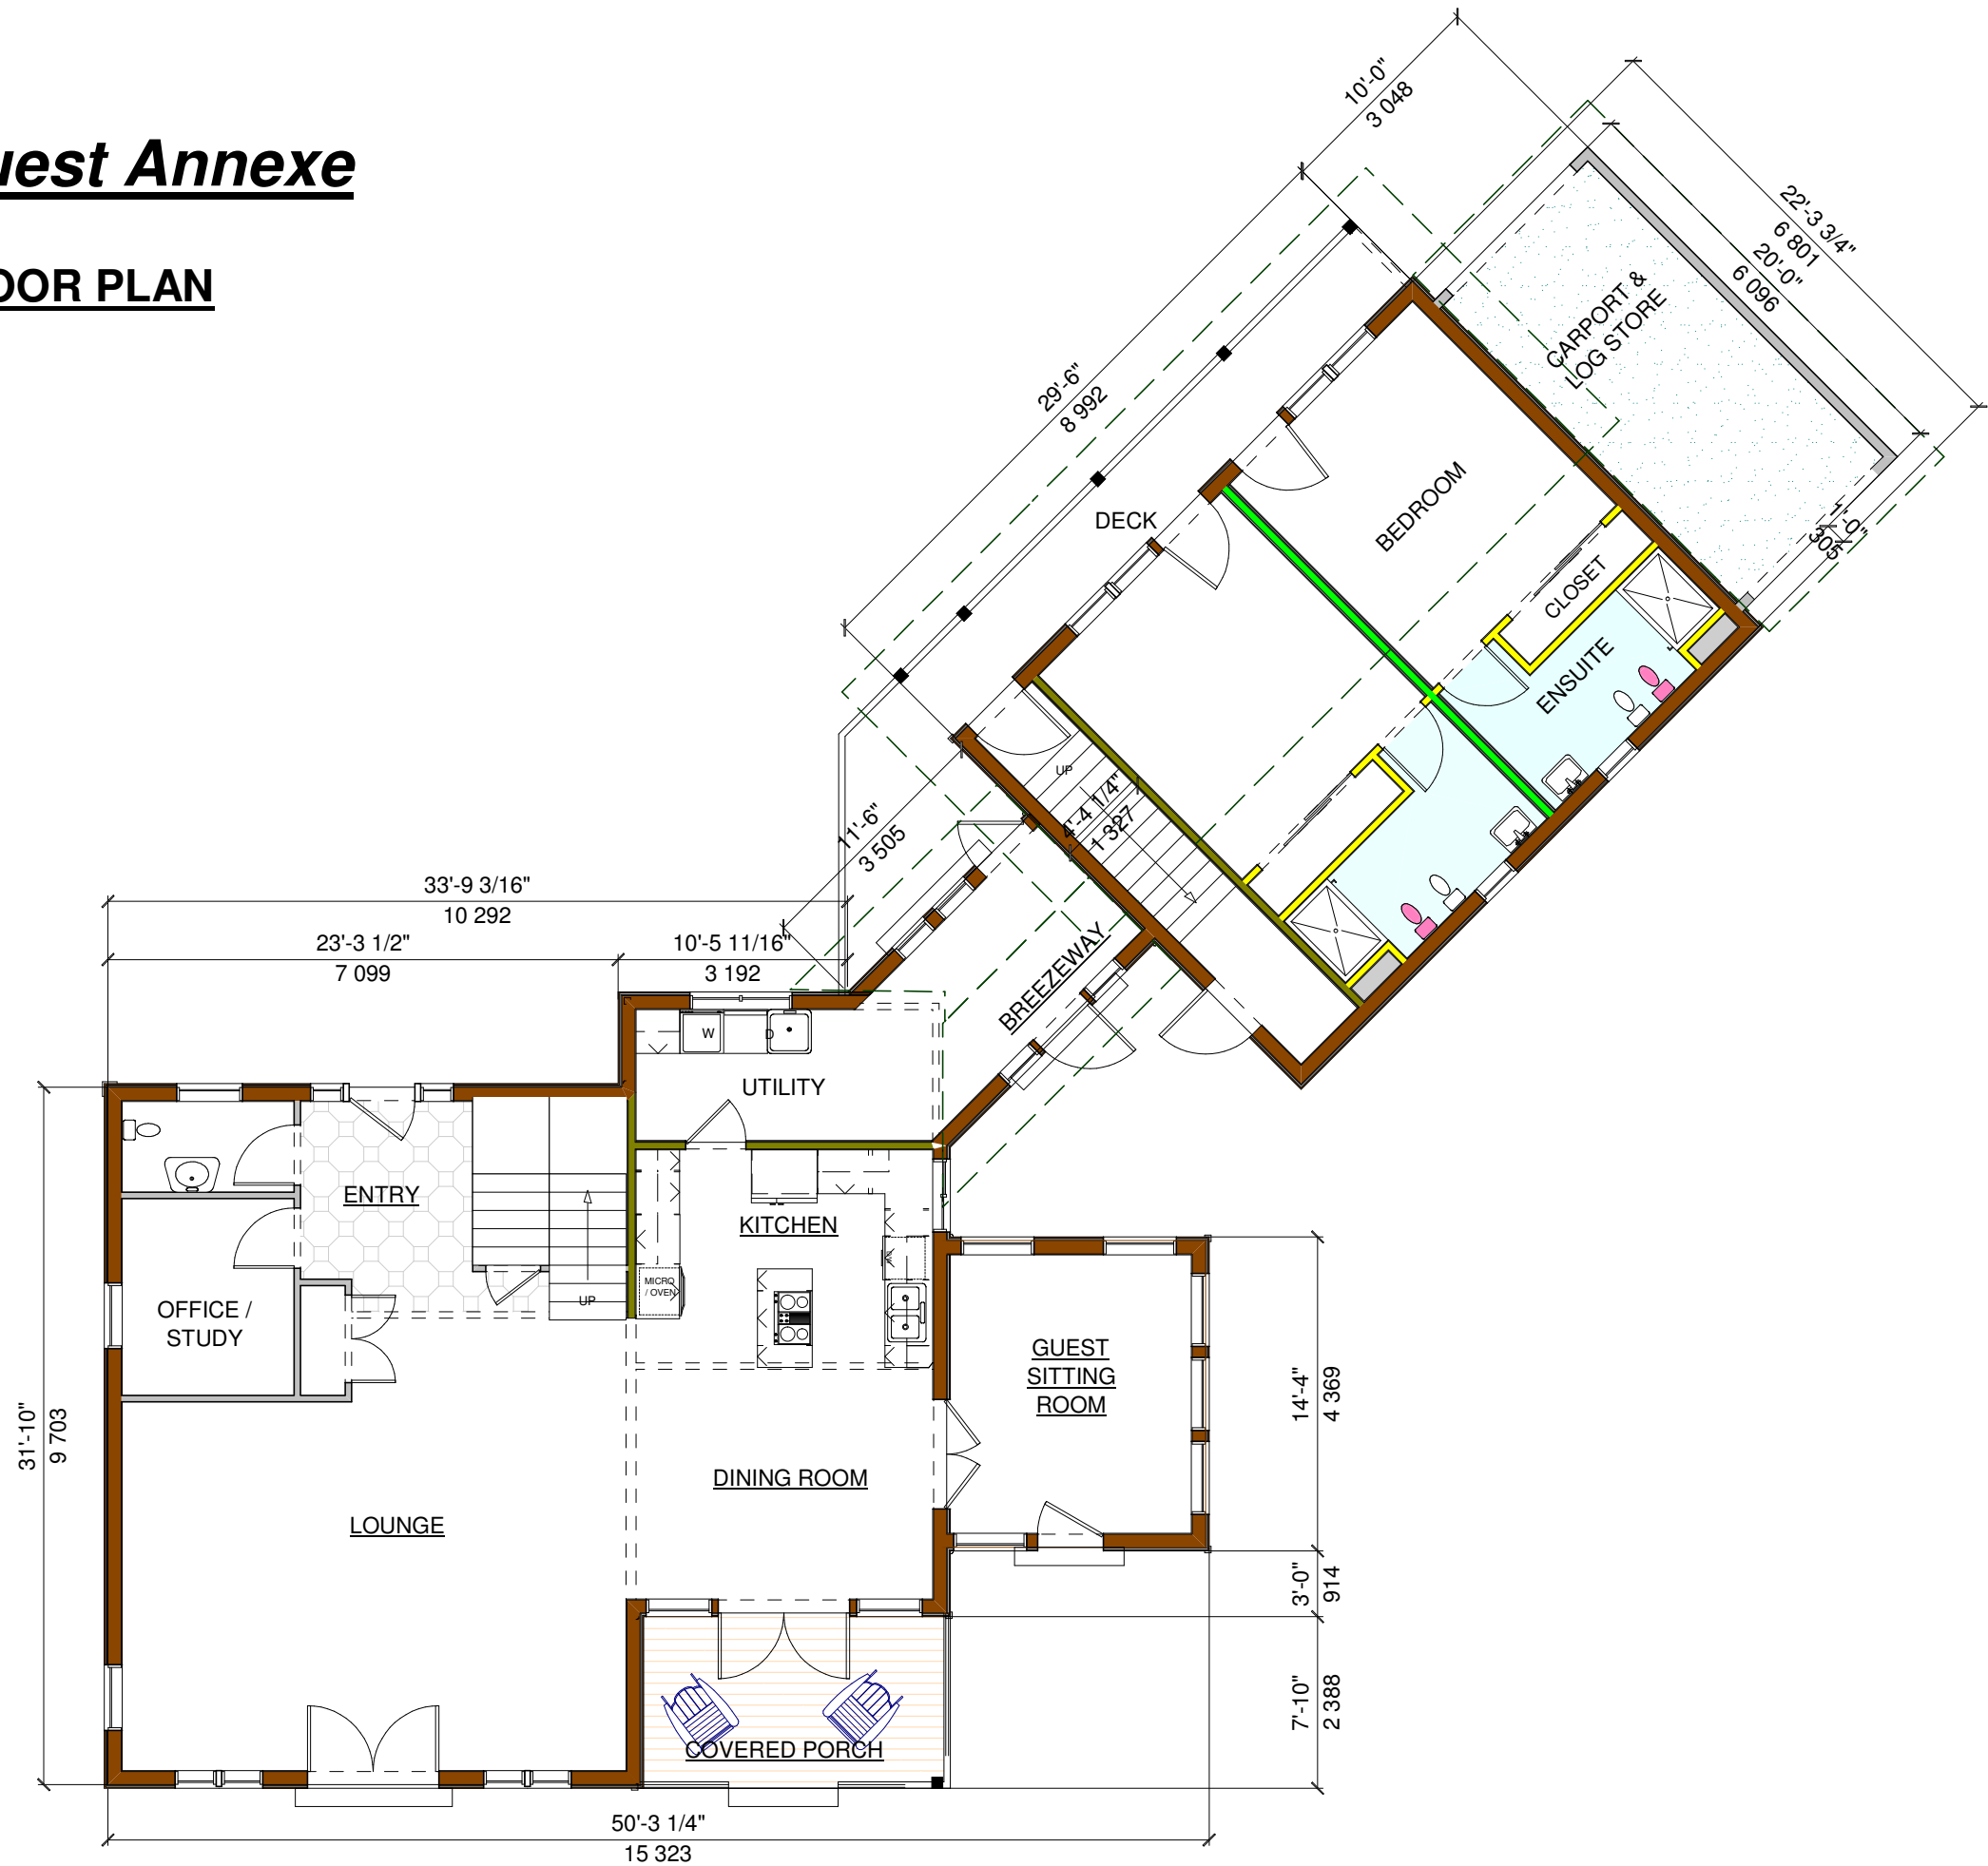 uest Annexe
OOR PLAN
10'-0"
3 048
22'-3 3/4"
6 801
20'-0"
6 096
CARPORT &
LOG STORE
1'-0"
305
29'-6"
8 992
DECK
BEDROOM
CLOSET
ENSUITE
UP
4'-4 1/4"
1 327
11'-6"
3 505
BREEZEWAY
33'-9 3/16"
10 292
23'-3 1/2"
7 099
10'-5 11/16"
3 192
W
D
UTILITY
ENTRY
KITCHEN
MICRO
/ OVEN
UP
OFFICE /
STUDY
GUEST
SITTING
ROOM
14'-4"
4 369
31'-10"
9 703
DINING ROOM
LOUNGE
3'-0"
914
7'-10"
2 388
COVERED PORCH
50'-3 1/4"
15 323